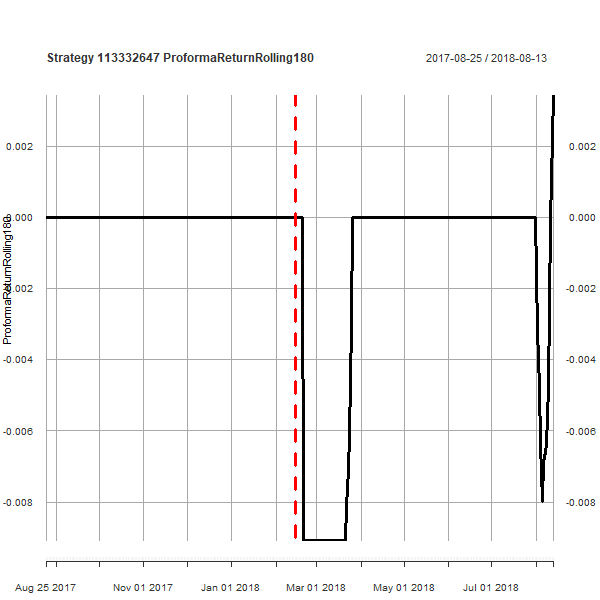 Strategy 113332647 ProformaReturnRolling180
2017-08-25 / 2018-08-13
0.002
0.002
0.000
0.000
-0.002
-0.002
-0.004
-0.004
-0.006
-0.006
-0.008
-0.008
ProformaReturnRolling180
Aug 25 2017
Nov 01 2017
Jan 01 2018
Mar 01 2018
May 01 2018
Jul 01 2018